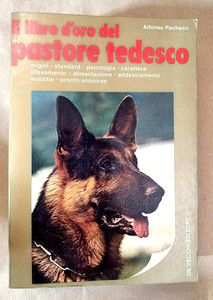 Alfonso Pacheco
il libro d'oro del
pastore tedesco
origini - standard - psicologia - carattere
allevamento - alimentazione - addestramento
malattie - pronto soccorso
DE VECCHI EDITORE